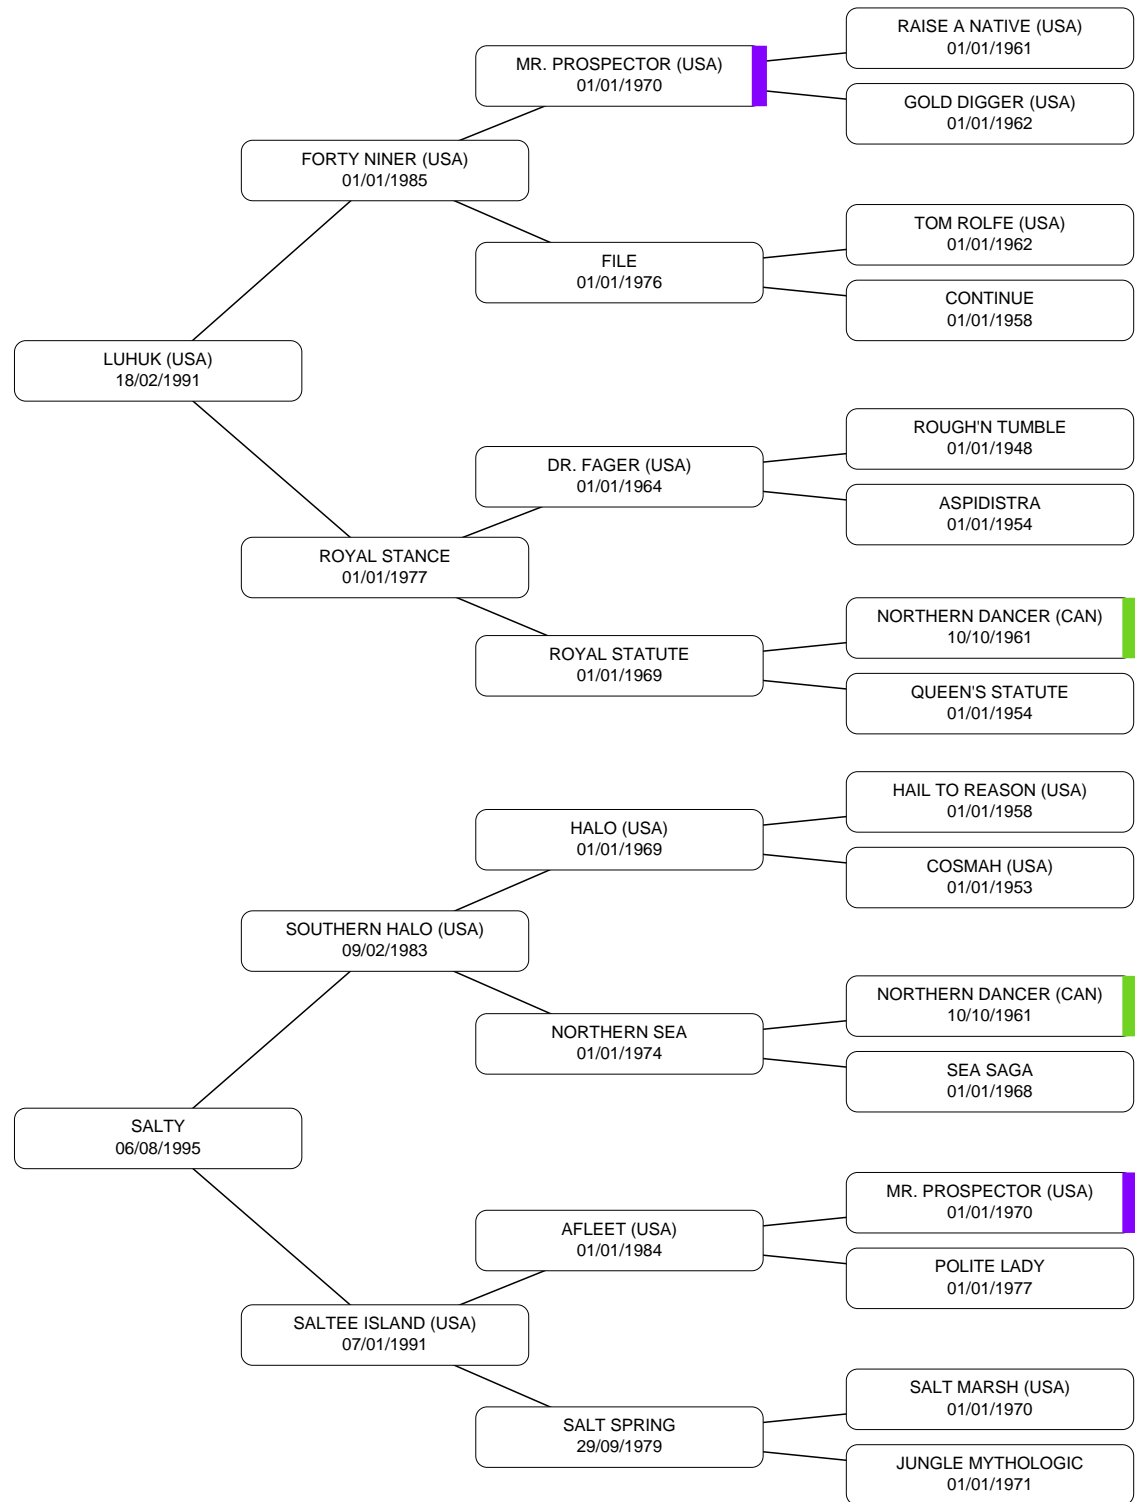 RAISE A NATIVE (USA)
01/01/1961
MR. PROSPECTOR (USA)
01/01/1970
GOLD DIGGER (USA)
01/01/1962
FORTY NINER (USA)
01/01/1985
TOM ROLFE (USA)
01/01/1962
FILE
01/01/1976
CONTINUE
01/01/1958
LUHUK (USA)
18/02/1991
ROUGH'N TUMBLE
01/01/1948
DR. FAGER (USA)
01/01/1964
ASPIDISTRA
01/01/1954
ROYAL STANCE
01/01/1977
NORTHERN DANCER (CAN)
10/10/1961
ROYAL STATUTE
01/01/1969
QUEEN'S STATUTE
01/01/1954
HAIL TO REASON (USA)
01/01/1958
HALO (USA)
01/01/1969
COSMAH (USA)
01/01/1953
SOUTHERN HALO (USA)
09/02/1983
NORTHERN DANCER (CAN)
10/10/1961
NORTHERN SEA
01/01/1974
SEA SAGA
01/01/1968
SALTY
06/08/1995
MR. PROSPECTOR (USA)
01/01/1970
AFLEET (USA)
01/01/1984
POLITE LADY
01/01/1977
SALTEE ISLAND (USA)
07/01/1991
SALT MARSH (USA)
01/01/1970
SALT SPRING
29/09/1979
JUNGLE MYTHOLOGIC
01/01/1971